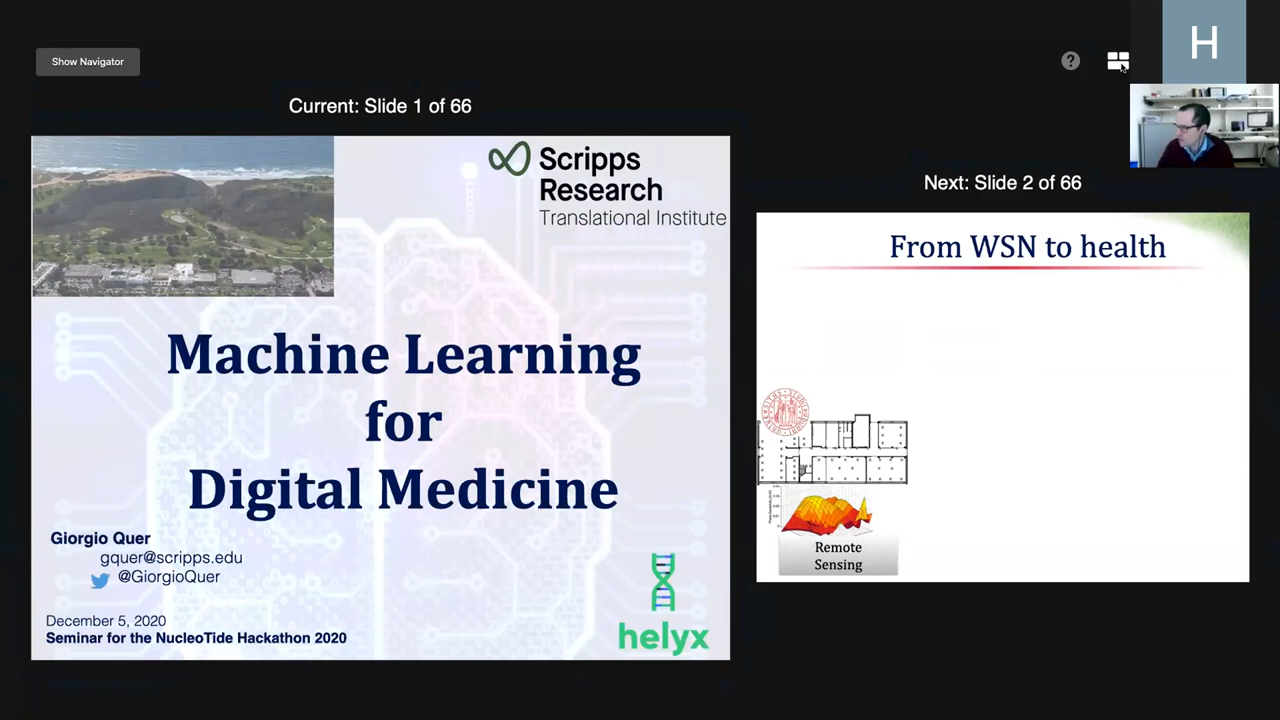 Show Navigator
?
H
Current: Slide 1 of 66
Scripps
Research
Translational Institute
Machine Learning
for
Digital Medicine
Giorgio Quer
gquer@scripps.edu
@GiorgioQuer
December 5, 2020
Seminar for the NucleoTide Hackathon 2020
helyx
Next: Slide 2 of 66
From WSN to health
Remote
Sensing